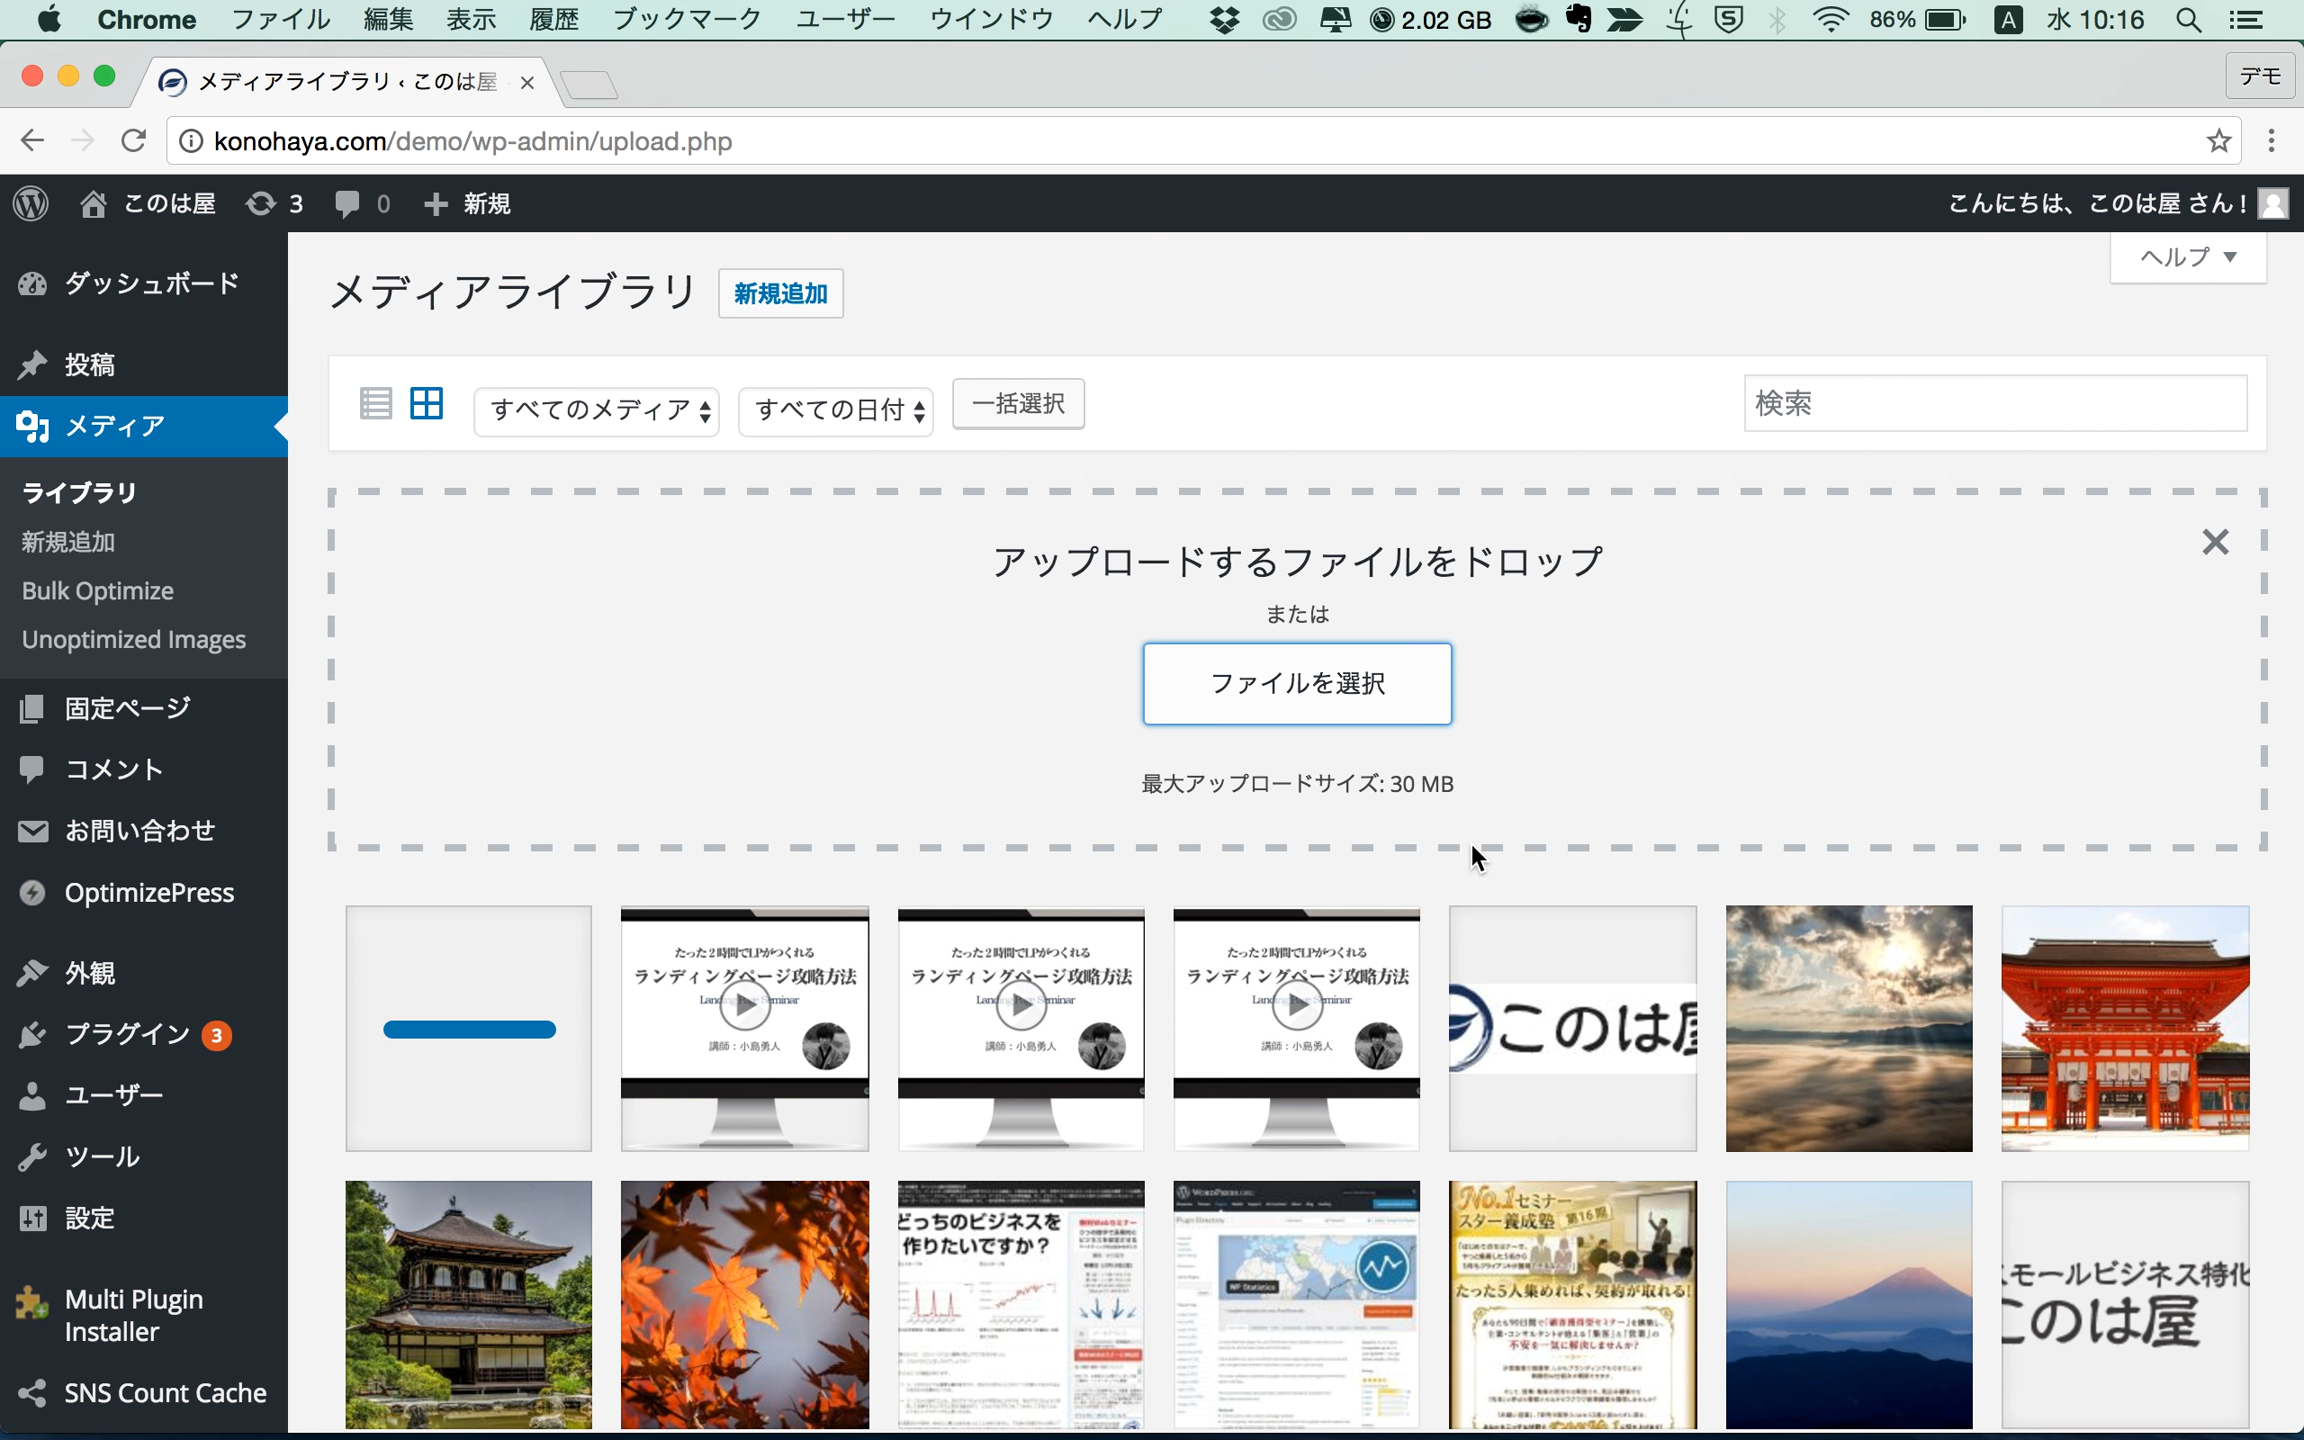 Chrome ファイル 編集 表示 履歴 ブックマーク ユーザー ウインドウ ヘルプ 2.02 GB 86% A 水 10:16
メディアライブラリ ‹ このは屋
デモ
konohaya.com/demo/wp-admin/upload.php
このは屋 3 0 新規 こんにちは、このは屋 さん !
ヘルプ
ダッシュボード
投稿
メディア
ライブラリ
新規追加
Bulk Optimize
Unoptimized Images
固定ページ
コメント
お問い合わせ
OptimizePress
外観
プラグイン 3
ユーザー
ツール
設定
Multi Plugin
Installer
SNS Count Cache
メディアライブラリ 新規追加
すべてのメディア すべての日付 一括選択 検索
アップロードするファイルをドロップ
または
ファイルを選択
最大アップロードサイズ: 30 MB
たった2時間でLPがつくれる
ランディングページ攻略方法
講師：小島勇人
たった2時間でLPがつくれる
ランディングページ攻略方法
講師：小島勇人
たった2時間でLPがつくれる
ランディングページ攻略方法
講師：小島勇人
このは屋
どっちのビジネスを
作りたいですか？
WordPress.org
Plugin Directory
WP Statistics
No.1セミナー
スター養成塾 第16期
たった5人集めれば、契約が取れる!
モールビジネス特化
このは屋